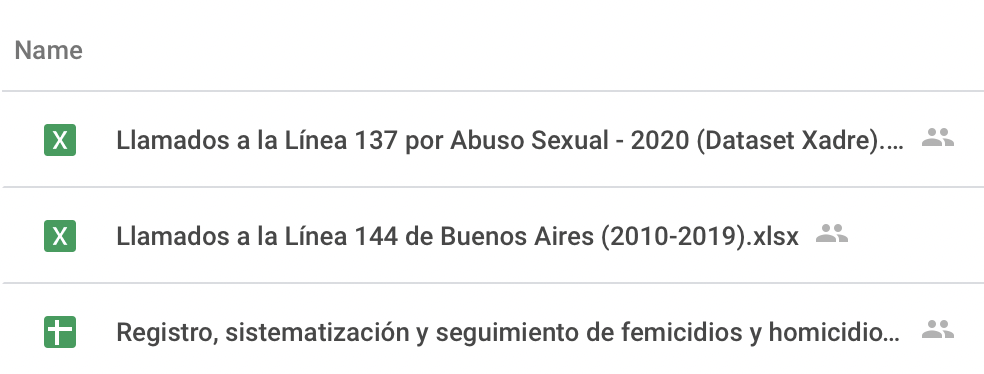 Name
X Llamados a la Línea 137 por Abuso Sexual - 2020 (Dataset Xadre)....
X Llamados a la Línea 144 de Buenos Aires (2010-2019).xlsx
Registro, sistematización y seguimiento de femicidios y homicidio...